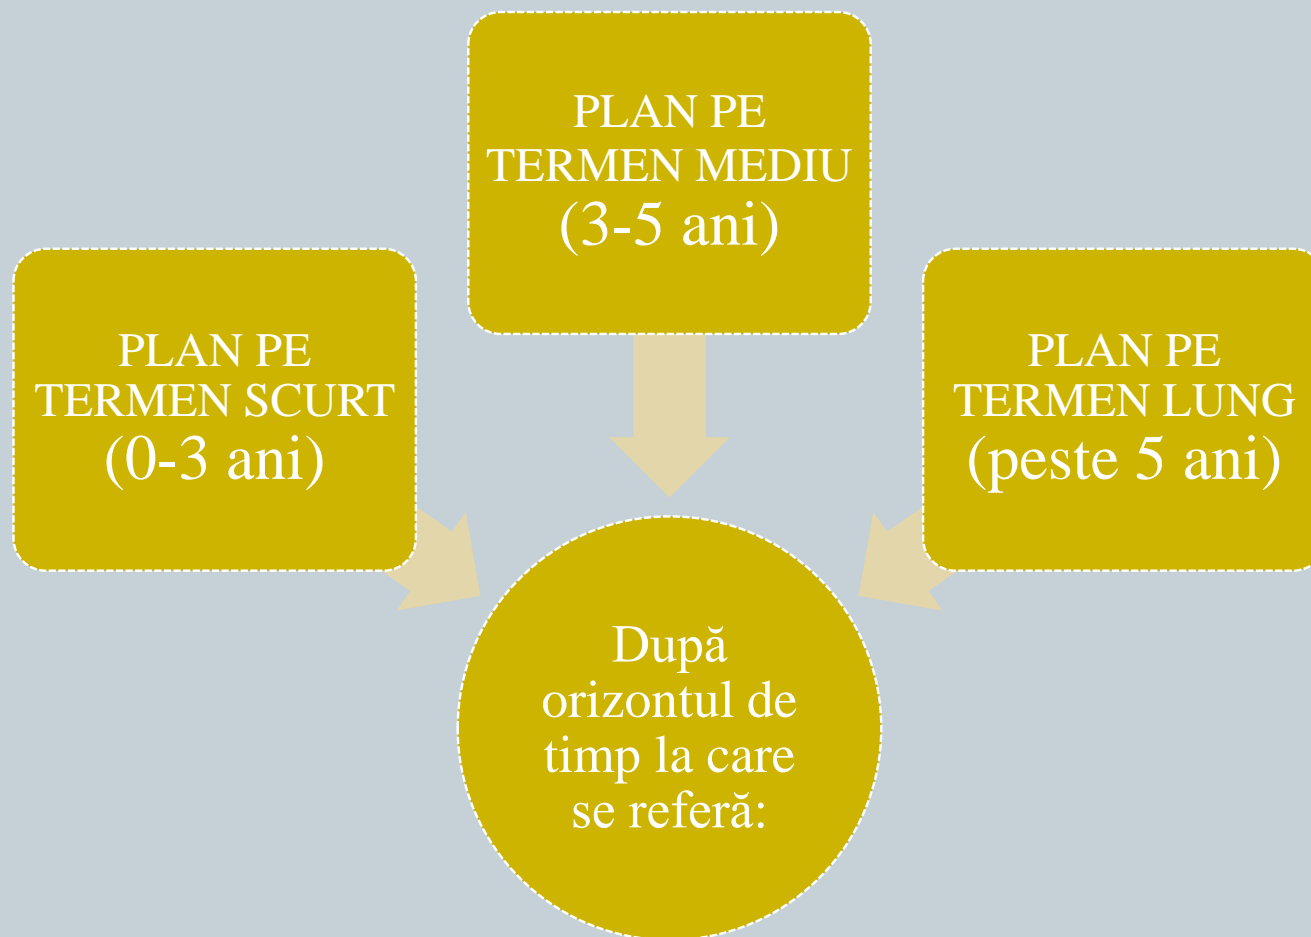 PLAN PE
TERMEN MEDIU
(3-5 ani)
PLAN PE
TERMEN SCURT
(0-3 ani)
PLAN PE
TERMEN LUNG
(peste 5 ani)
După
orizontul de
timp la care
se referă: